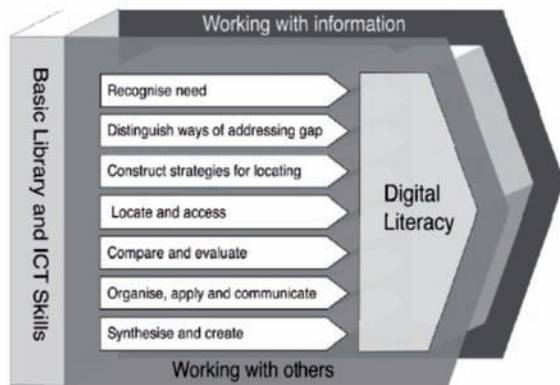 Working with information
Basic Library and ICT Skills
Recognise need
Distinguish ways of addressing gap
Construct strategies for locating
Locate and access
Compare and evaluate
Organise, apply and communicate
Synthesise and create
Digital
Literacy
Working with others